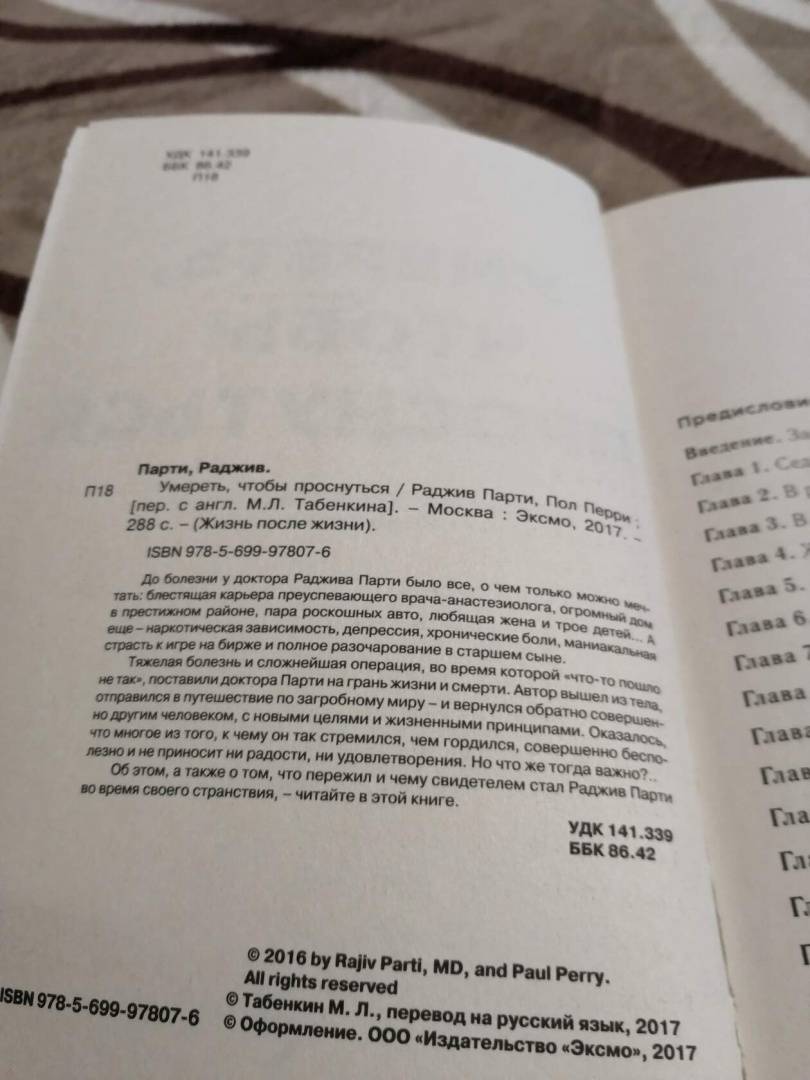 УДК 141.339
ББК 86.42
П18
Парти, Раджив.
П18 Умереть, чтобы проснуться / Раджив Парти, Пол Перри ;
[пер. с англ. М.Л. Табенкина]. – Москва : Эксмо, 2017. –
288 с. – (Жизнь после жизни).
ISBN 978-5-699-97807-6
До болезни у доктора Раджива Парти было все, о чем только можно меч-
тать: блестящая карьера преуспевающего врача-анастезиолога, огромный дом
в престижном районе, пара роскошных авто, любящая жена и трое детей... А
еще – наркотическая зависимость, депрессия, хронические боли, маниакальная
страсть к игре на бирже и полное разочарование в старшем сыне.
Тяжелая болезнь и сложнейшая операция, во время которой «что-то пошло
не так», поставили доктора Парти на грань жизни и смерти. Автор вышел из тела,
отправился в путешествие по загробному миру – и вернулся обратно совершен-
но другим человеком, с новыми целями и жизненными принципами. Оказалось,
что многое из того, к чему он так стремился, чем гордился, совершенно беспо-
лезно и не приносит ни радости, ни удовлетворения. Но что же тогда важно?..
Об этом, а также о том, что пережил и чему свидетелем стал Раджив Парти
во время своего странствия, – читайте в этой книге.
УДК 141.339
ББК 86.42
© 2016 by Rajiv Parti, MD, and Paul Perry.
All rights reserved
© Табенкин М. Л., перевод на русский язык, 2017
ISBN 978-5-699-97807-6 © Оформление. ООО «Издательство «Эксмо», 2017
Предислови
Введение. За
Глава 1. Сед
Глава 2. В р
Глава 3. В
Глава 4.
Глава 5.
Глава 6
Глава 7
Глава
Глава
Глав
Гла
Гл
Г